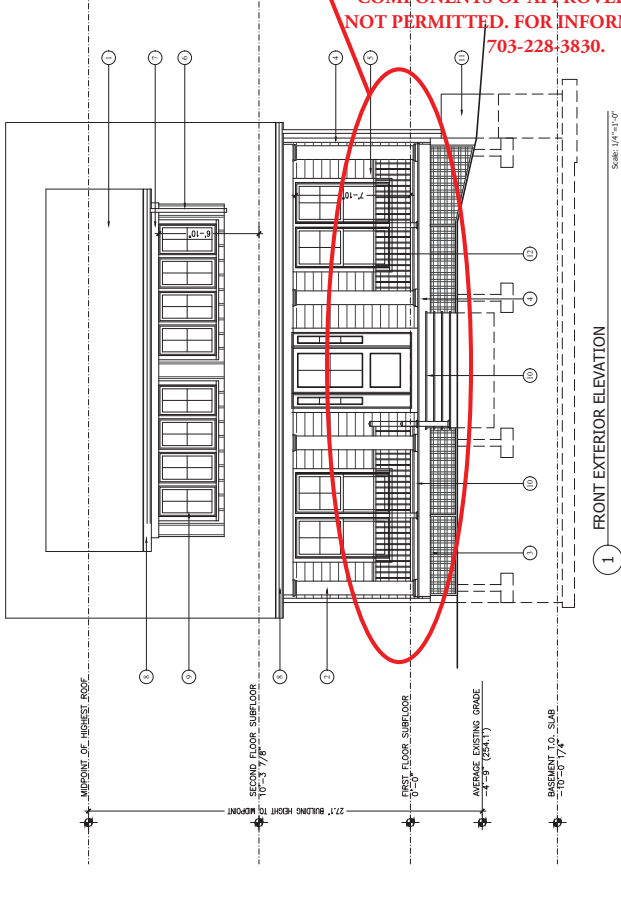 COMPONENTS OF APPROVE
NOT PERMITTED. FOR INFOR
703-228-3830.
1
7
6
4
5
11
6'-10"
7'-10"
12
4
10
10
3
8
9
8
2
MIDPOINT OF HIGHEST ROOF
SECOND FLOOR SUBFLOOR
10'-3 7/8"
FIRST FLOOR SUBFLOOR
0'-0"
AVERAGE EXISTING GRADE
-4'-9" (254.1')
BASEMENT T.O. SLAB
-10'-0 1/4"
27.1' BUILDING HEIGHT TO MIDPOINT
1
FRONT EXTERIOR ELEVATION
Scale: 1/4"=1'-0"